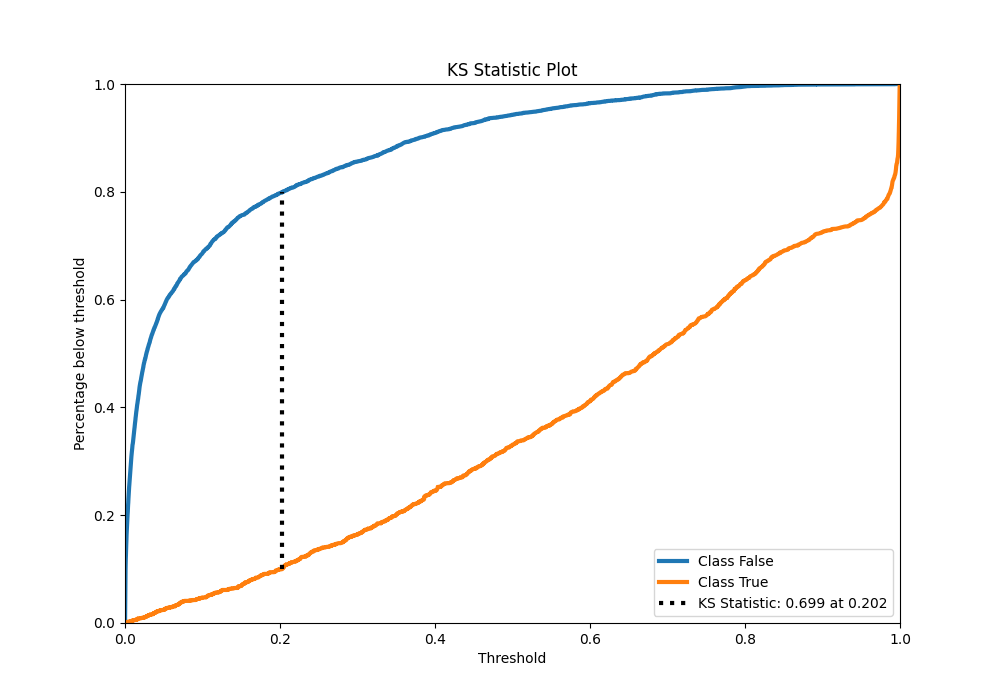 KS Statistic Plot
1.0
0.8
0.6
0.4
0.2
0.0
Percentage below threshold
0.0 0.2 0.4 0.6 0.8 1.0
Threshold
Class False
Class True
KS Statistic: 0.699 at 0.202